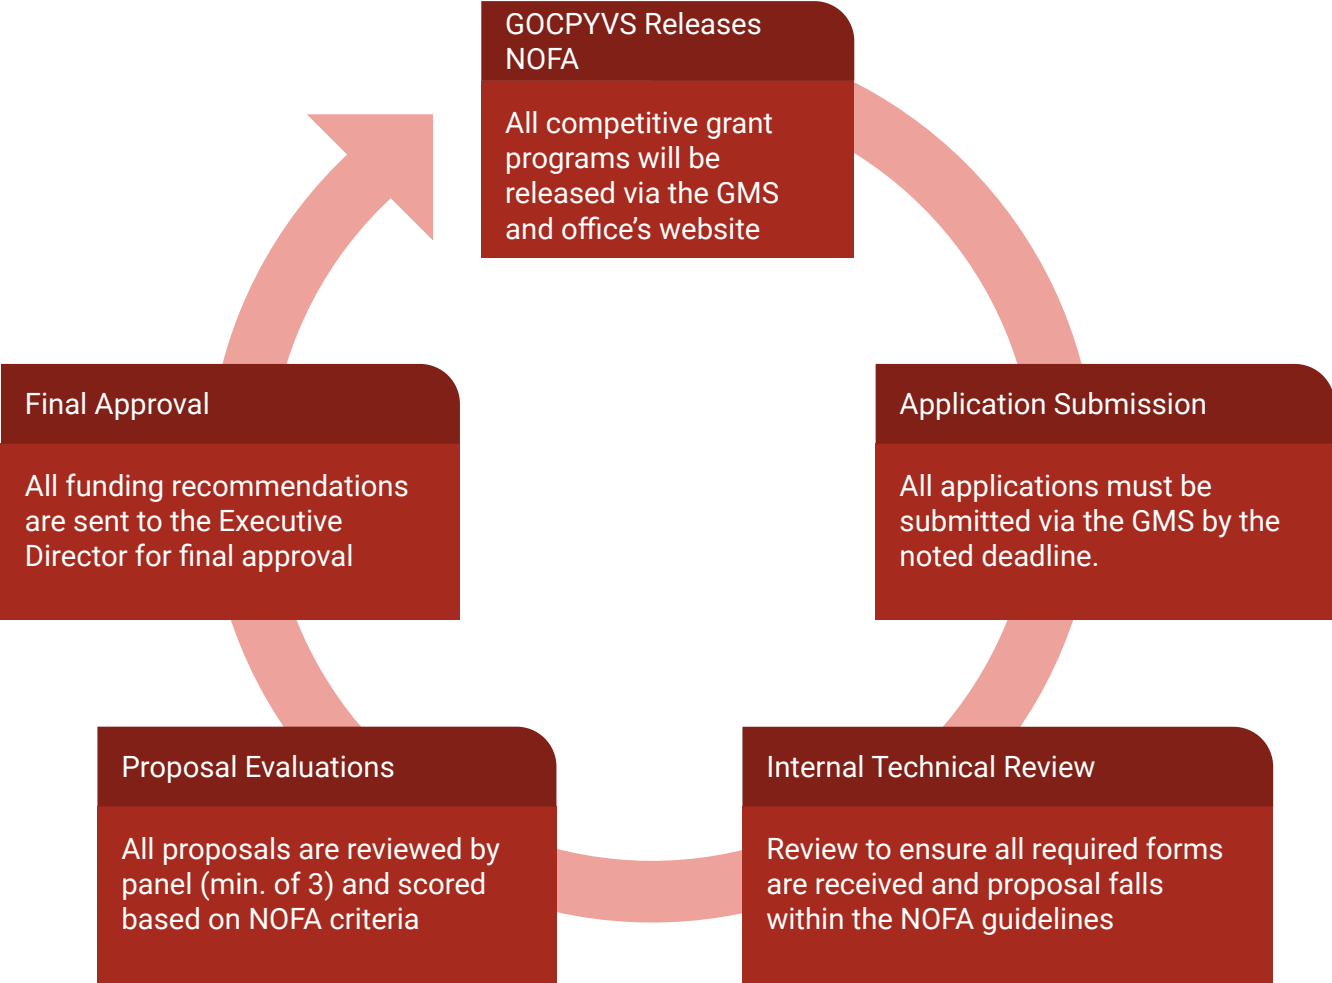 GOCPYVS Releases
NOFA
All competitive grant
programs will be
released via the GMS
and office’s website
Application Submission
All applications must be
submitted via the GMS by the
noted deadline.
Internal Technical Review
Review to ensure all required forms
are received and proposal falls
within the NOFA guidelines
Proposal Evaluations
All proposals are reviewed by
panel (min. of 3) and scored
based on NOFA criteria
Final Approval
All funding recommendations
are sent to the Executive
Director for final approval